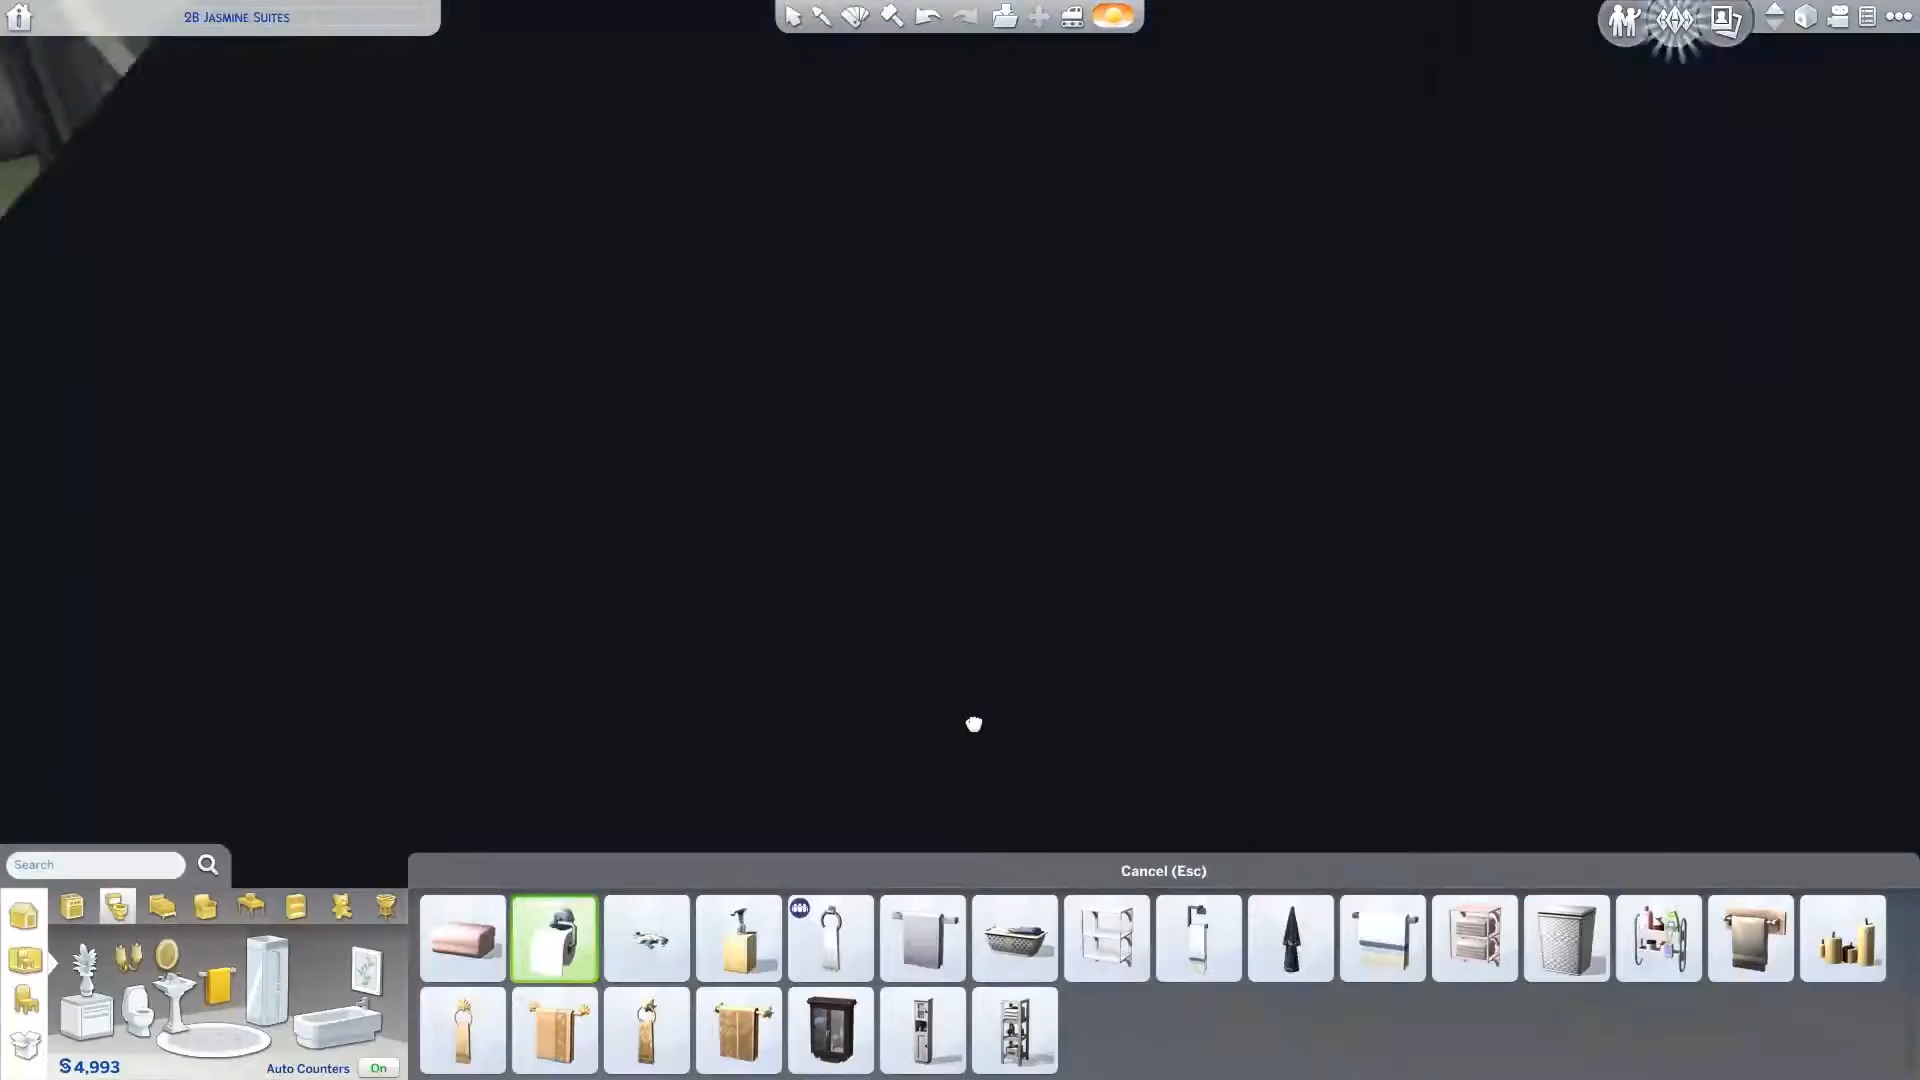 2B Jasmine Suites
Search
Cancel (Esc)
§4,993
Auto Counters
On